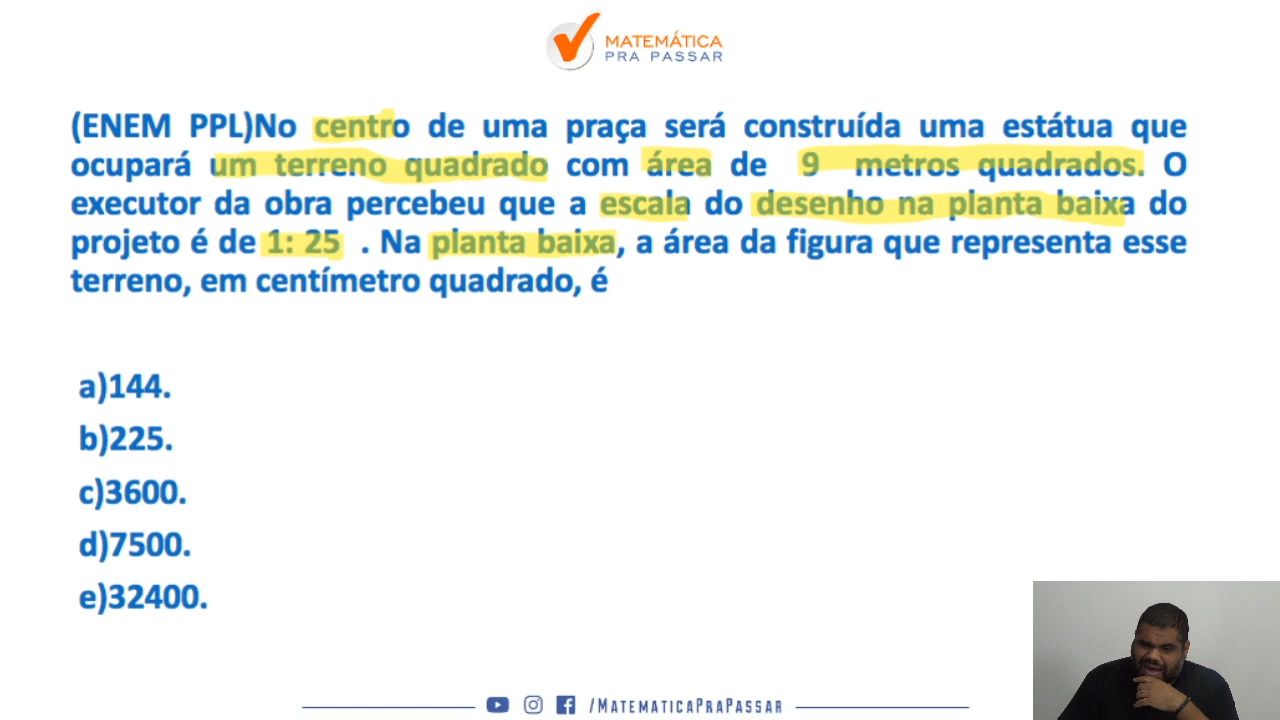 MATEMÁTICA
PRA PASSAR
(ENEM PPL)No centro de uma praça será construída uma estátua que
ocupará um terreno quadrado com área de 9 metros quadrados. O
executor da obra percebeu que a escala do desenho na planta baixa do
projeto é de 1: 25 . Na planta baixa, a área da figura que representa esse
terreno, em centímetro quadrado, é
a)144.
b)225.
c)3600.
d)7500.
e)32400.
/MATEMATICAPRAPASSAR